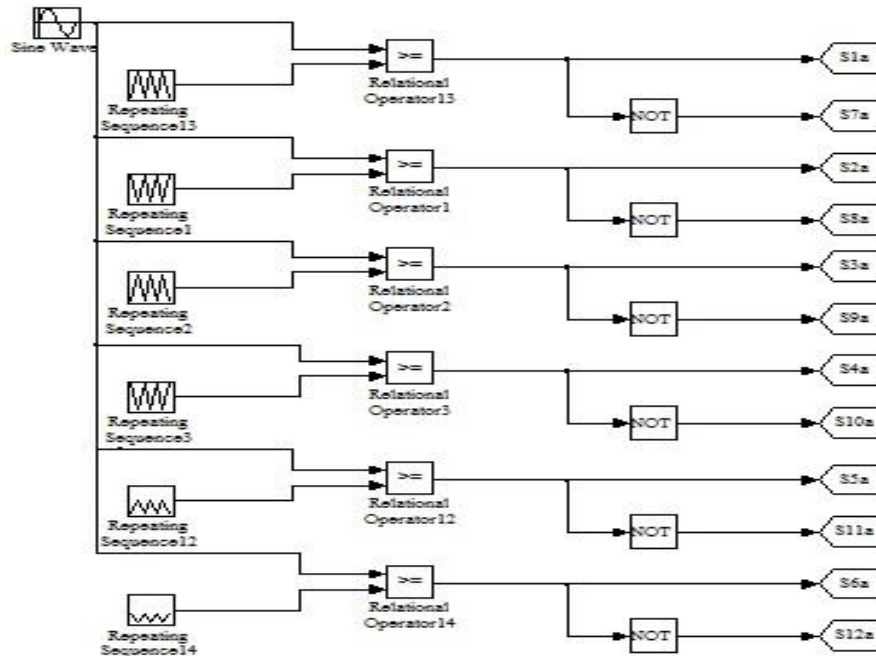 Sine Wave
>=
Relational
Operator13
S1a
Repeating
Sequence13
NOT
S7a
>=
Relational
Operator1
S2a
Repeating
Sequence1
NOT
S8a
>=
Relational
Operator2
S3a
Repeating
Sequence2
NOT
S9a
>=
Relational
Operator3
S4a
Repeating
Sequence3
NOT
S10a
>=
Relational
Operator12
S5a
Repeating
Sequence12
NOT
S11a
>=
Relational
Operator14
S6a
Repeating
Sequence14
NOT
S12a